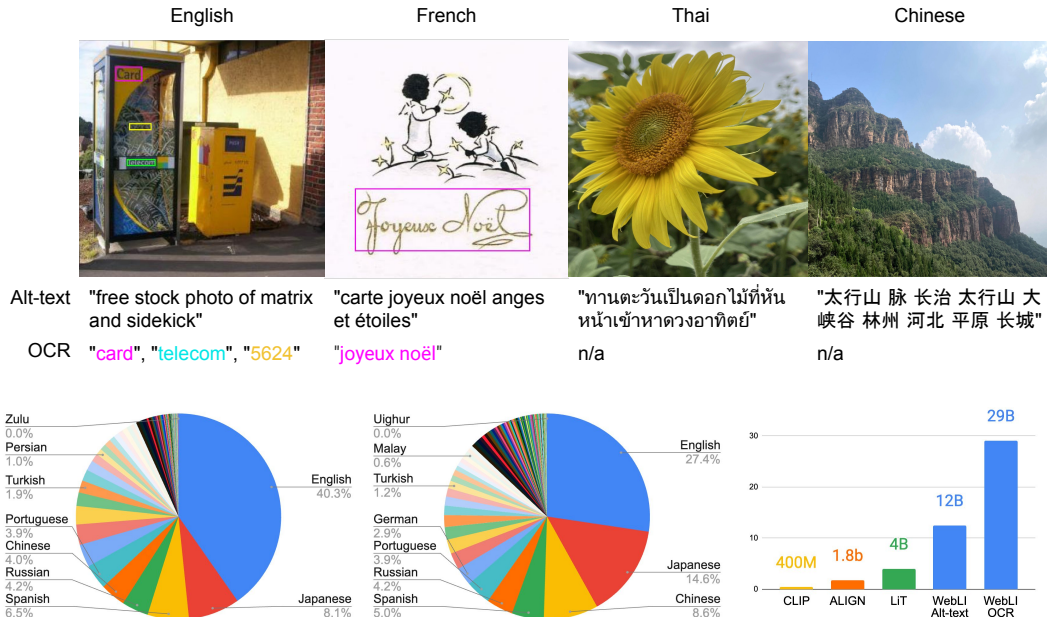 English French Thai Chinese
Card
Telecom
Joyeux Noël
Alt-text "free stock photo of matrix and sidekick"
"carte joyeux noël anges et étoiles"
"ทานตะวันเป็นดอกไม้ที่หันหน้าเข้าหาดวงอาทิตย์"
"太行山 脉 长治 太行山 大峡谷 林州 河北 平原 长城"
OCR "card", "telecom", "5624" "joyeux noël" n/a n/a
Zulu
0.0%
Persian
1.0%
Turkish
1.9%
Portuguese
3.9%
Chinese
4.0%
Russian
4.2%
Spanish
6.5%
English
40.3%
Japanese
8.1%
Uighur
0.0%
Malay
0.6%
Turkish
1.2%
German
2.9%
Portuguese
3.9%
Russian
4.2%
Spanish
5.0%
English
27.4%
Japanese
14.6%
Chinese
8.6%
30
20
10
0
400M
1.8b
4B
12B
29B
CLIP ALIGN LiT WebLI Alt-text WebLI OCR